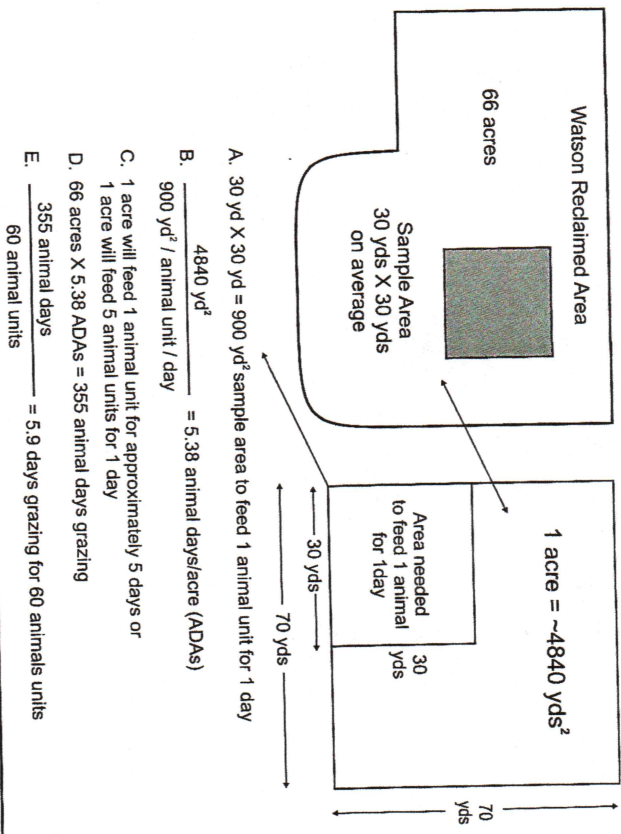 Watson Reclaimed Area
66 acres
Sample Area
30 yds X 30 yds
on average
1 acre = ~4840 yds²
Area needed
to feed 1 animal
for 1day
30
yds
30 yds
70 yds
70
yds
A. 30 yd X 30 yd = 900 yd² sample area to feed 1 animal unit for 1 day
B. 4840 yd²
900 yd² / animal unit / day
= 5.38 animal days/acre (ADAs)
C. 1 acre will feed 1 animal unit for approximately 5 days or
1 acre will feed 5 animal units for 1 day
D. 66 acres X 5.38 ADAs = 355 animal days grazing
E. 355 animal days
60 animal units
= 5.9 days grazing for 60 animals units